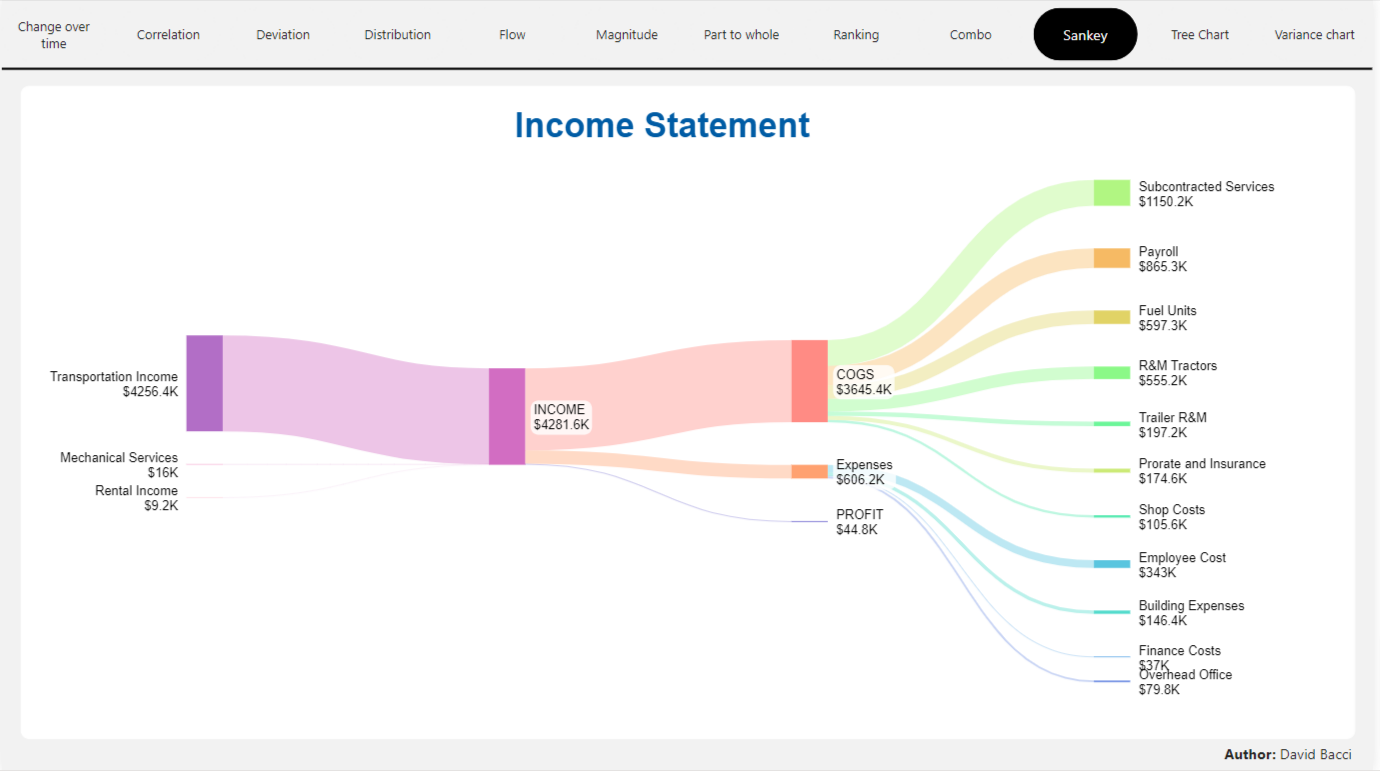 Change over
time
Correlation
Deviation
Distribution
Flow
Magnitude
Part to whole
Ranking
Combo
Sankey
Tree Chart
Variance chart
Income Statement
Transportation Income
$4256.4K
Mechanical Services
$16K
Rental Income
$9.2K
INCOME
$4281.6K
COGS
$3645.4K
Expenses
$606.2K
PROFIT
$44.8K
Subcontracted Services
$1150.2K
Payroll
$865.3K
Fuel Units
$597.3K
R&M Tractors
$555.2K
Trailer R&M
$197.2K
Prorate and Insurance
$174.6K
Shop Costs
$105.6K
Employee Cost
$343K
Building Expenses
$146.4K
Finance Costs
$37K
Overhead Office
$79.8K
Author: David Bacci